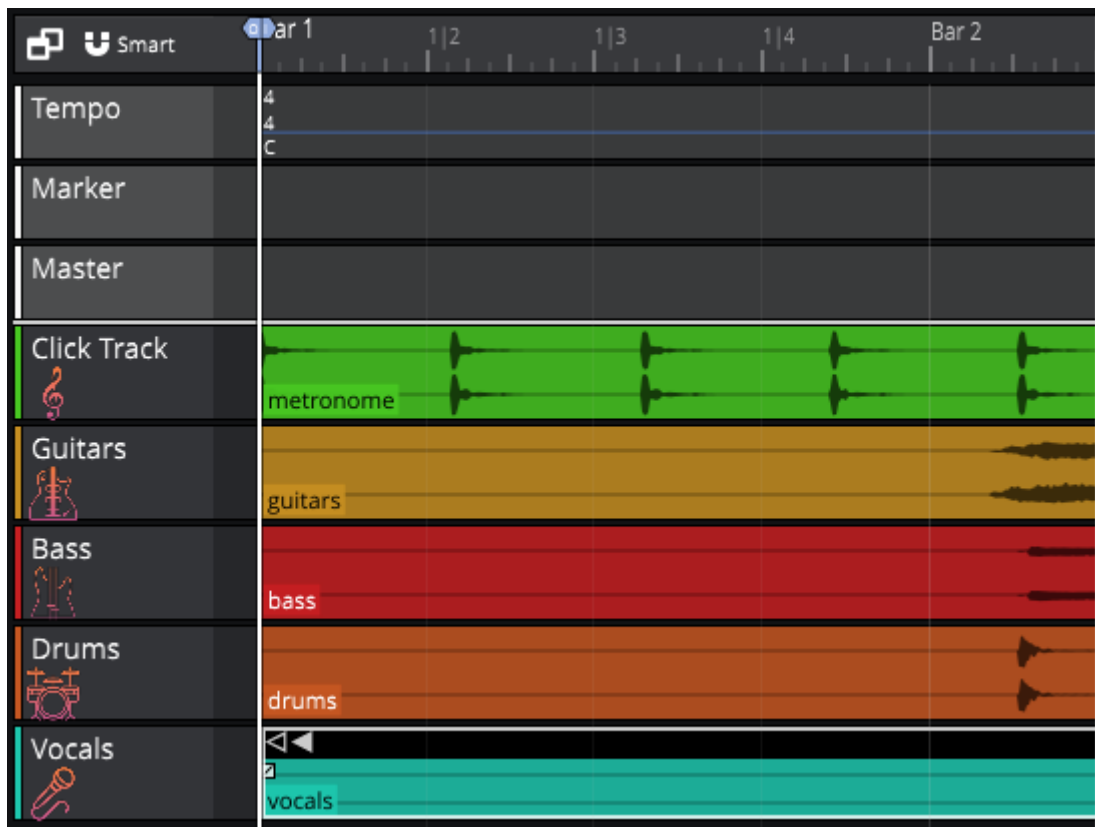 Smart
0
ar 1
1|2
1|3
1|4
Bar 2
Tempo
4
4
C
Marker
Master
Click Track
metronome
Guitars
guitars
Bass
bass
Drums
drums
Vocals
vocals